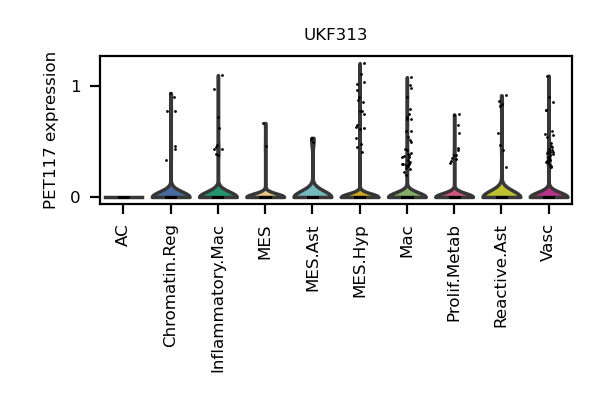 UKF313
PET117 expression
1
0
AC
Chromatin.Reg
Inflammatory.Mac
MES
MES.Ast
MES.Hyp
Mac
Prolif.Metab
Reactive.Ast
Vasc